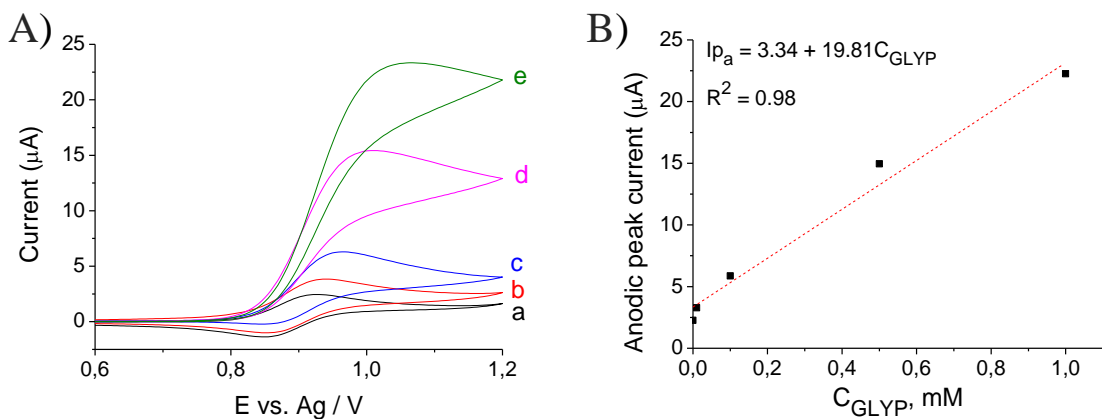 A)
25
20
15
10
5
0
Current (μA)
0,6
0,8
1,0
1,2
E vs. Ag / V
e
d
c
b
a
B)
25
20
15
10
5
0
Anodic peak current (μA)
Ip_a = 3.34 + 19.81C_GLYP
R² = 0.98
0,0
0,2
0,4
0,6
0,8
1,0
C_GLYP, mM